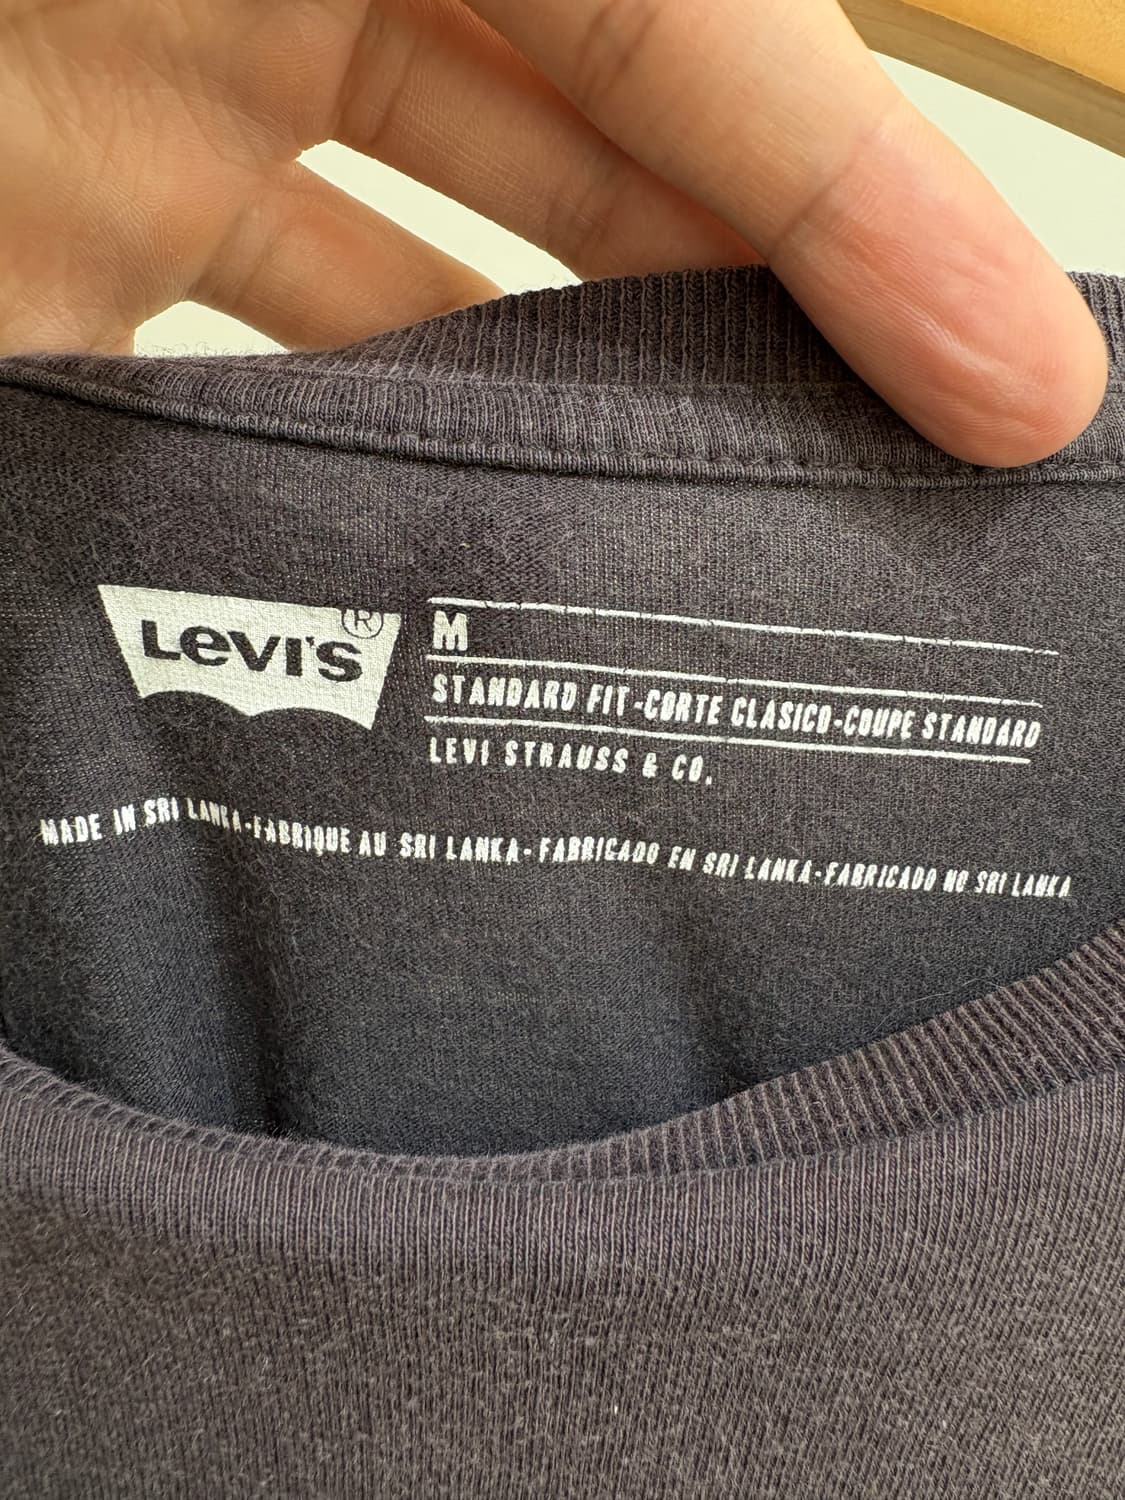 LEVI'S®
M
STANDARD FIT-CORTE CLASICO-COUPE STANDARD
LEVI STRAUSS & CO.
MADE IN SRI LANKA-FABRIQUE AU SRI LANKA-FABRICADO EN SRI LANKA-FABRICADO NO SRI LANKA